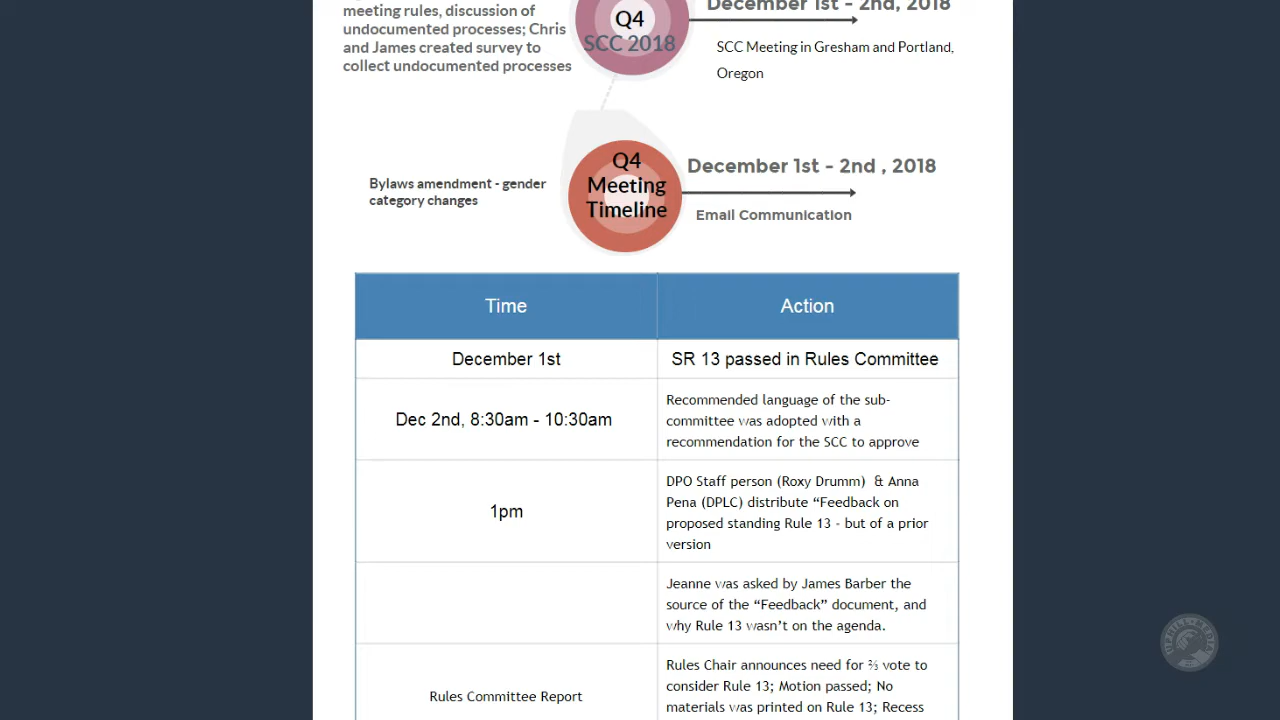 meeting rules, discussion of
undocumented processes; Chris
and James created survey to
collect undocumented processes
Q4
SCC 2018
December 1st - 2nd, 2018
SCC Meeting in Gresham and Portland,
Oregon
Bylaws amendment - gender
category changes
Q4
Meeting
Timeline
December 1st - 2nd , 2018
Email Communication
Time
Action
December 1st
SR 13 passed in Rules Committee
Dec 2nd, 8:30am - 10:30am
Recommended language of the sub-
committee was adopted with a
recommendation for the SCC to approve
1pm
DPO Staff person (Roxy Drumm) & Anna
Pena (DPLC) distribute “Feedback on
proposed standing Rule 13 - but of a prior
version
Jeanne was asked by James Barber the
source of the “Feedback” document, and
why Rule 13 wasn’t on the agenda.
Rules Committee Report
Rules Chair announces need for ⅔ vote to
consider Rule 13; Motion passed; No
materials was printed on Rule 13; Recess